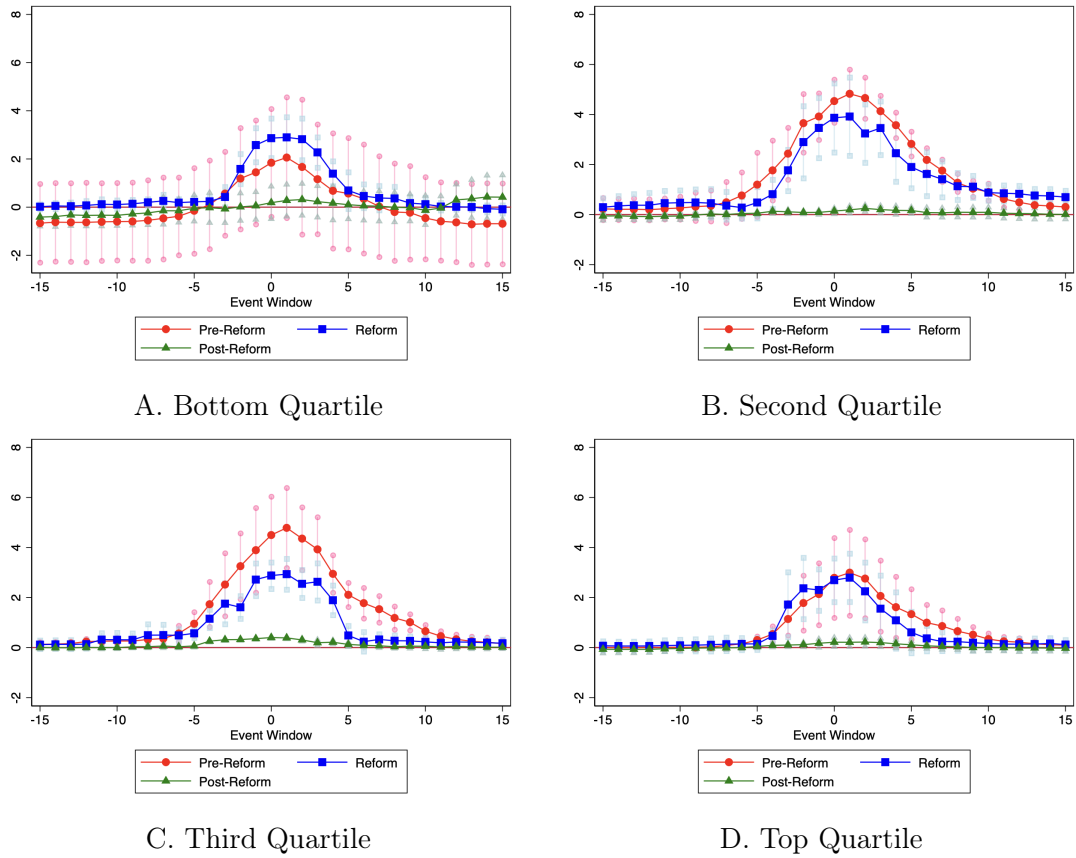 8
6
4
2
0
-2
-15 -10 -5 0 5 10 15
Event Window
Pre-Reform Reform
Post-Reform
A. Bottom Quartile
8
6
4
2
0
-2
-15 -10 -5 0 5 10 15
Event Window
Pre-Reform Reform
Post-Reform
B. Second Quartile
8
6
4
2
0
-2
-15 -10 -5 0 5 10 15
Event Window
Pre-Reform Reform
Post-Reform
C. Third Quartile
8
6
4
2
0
-2
-15 -10 -5 0 5 10 15
Event Window
Pre-Reform Reform
Post-Reform
D. Top Quartile